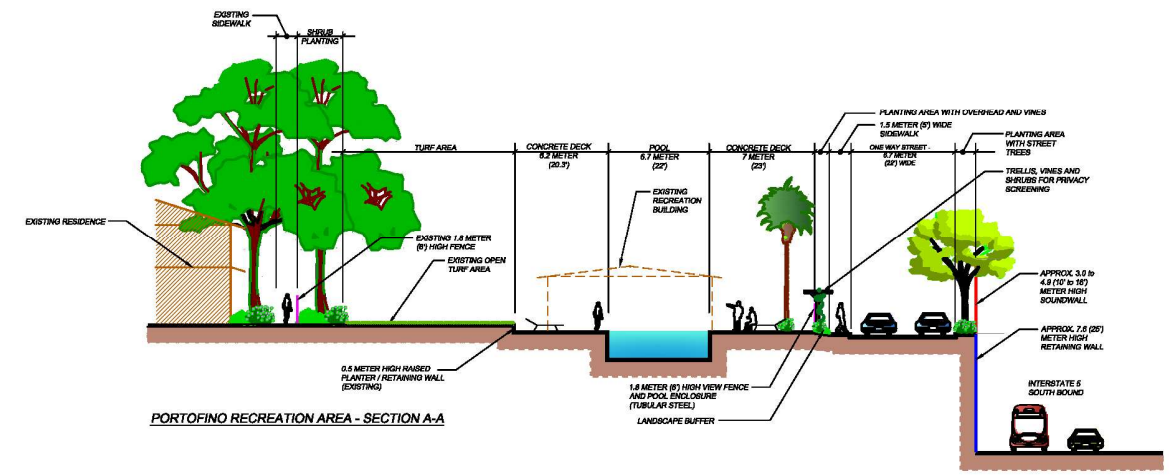 EXISTING
SIDEWALK
SHRUB
PLANTING
PLANTING AREA WITH OVERHEAD AND VINES
1.5 METER (5') WIDE
SIDEWALK
PLANTING AREA
WITH STREET
TREES
TURF AREA
CONCRETE DECK
6.2 METER
(20.3')
POOL
6.7 METER
(22')
CONCRETE DECK
7 METER
(23')
ONE WAY STREET -
6.7 METER
(22') WIDE
TRELLIS, VINES AND
SHRUBS FOR PRIVACY
SCREENING
EXISTING
RECREATION
BUILDING
EXISTING RESIDENCE
EXISTING 1.8 METER
(6') HIGH FENCE
EXISTING OPEN
TURF AREA
APPROX. 3.0 to
4.9 (10' to 16')
METER HIGH
SOUNDWALL
APPROX. 7.6 (25')
METER HIGH
RETAINING WALL
0.5 METER HIGH RAISED
PLANTER / RETAINING WALL
(EXISTING)
1.8 METER (6') HIGH VIEW FENCE
AND POOL ENCLOSURE
(TUBULAR STEEL)
LANDSCAPE BUFFER
INTERSTATE 5
SOUTH BOUND
PORTOFINO RECREATION AREA - SECTION A-A